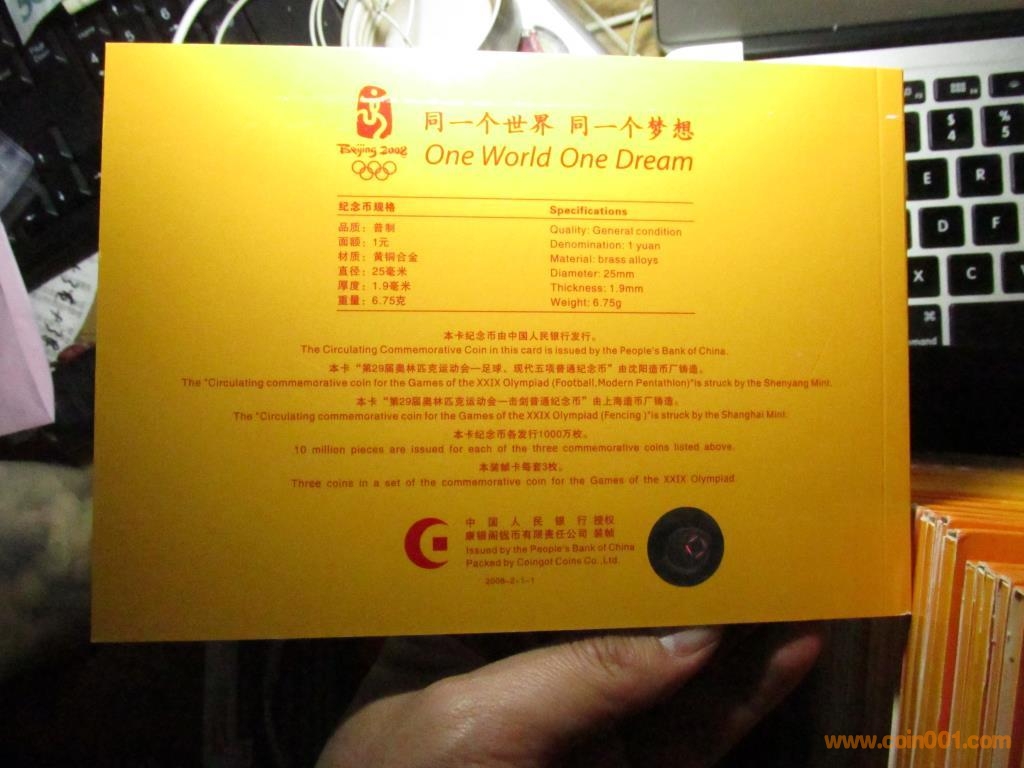 同一个世界 同一个梦想
Beijing 2008
One World One Dream
纪念币规格
Specifications
品质：普制
Quality: General condition
面额：1元
Denomination: 1 yuan
材质：黄铜合金
Material: brass alloys
直径：25毫米
Diameter: 25mm
厚度：1.9毫米
Thickness: 1.9mm
重量：6.75克
Weight: 6.75g
本卡纪念币由中国人民银行发行。
The Circulating Commemorative Coin in this card is issued by the People's Bank of China.
本卡“第29届奥林匹克运动会—足球、现代五项普通纪念币”由沈阳造币厂铸造。
The "Circulating commemorative coin for the Games of the XXIX Olympiad (Football,Modern Pentathlon)"is struck by the Shenyang Mint.
本卡“第29届奥林匹克运动会—击剑普通纪念币”由上海造币厂铸造。
The "Circulating commemorative coin for the Games of the XXIX Olympiad (Fencing )"is struck by the Shanghai Mint.
本卡纪念币各发行1000万枚。
10 million pieces are issued for each of the three commemorative coins listed above.
本装帧卡每套3枚。
Three coins in a set of the commemorative coin for the Games of the XXIX Olympiad.
中国人民银行 授权
康银阁钱币有限责任公司 装帧
Issued by the People's Bank of China
Packed by Coingot Coins Co.,Ltd.
2008-2-1-1
$ 4
% 5
E R
D F
X C V
⌘
mmand
www.coin001.com